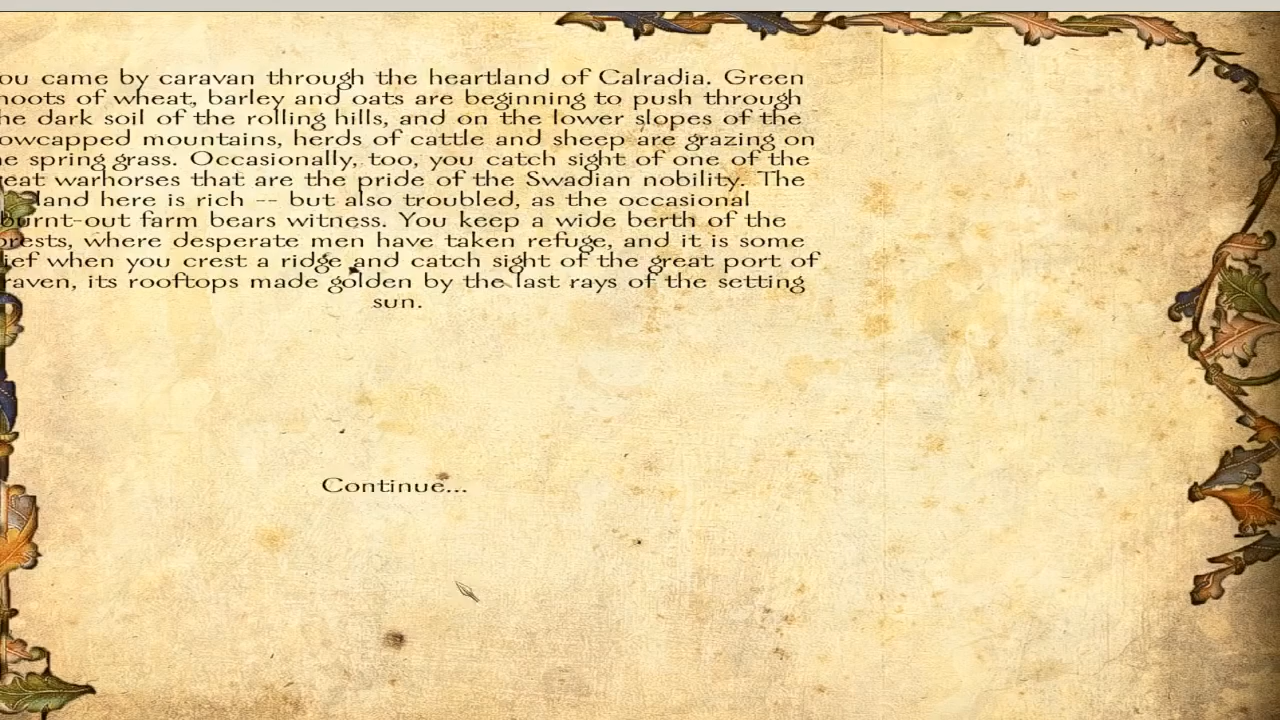 ou came by caravan through the heartland of Calradia. Green
hoots of wheat, barley and oats are beginning to push through
he dark soil of the rolling hills, and on the lower slopes of the
owcapped mountains, herds of cattle and sheep are grazing on
e spring grass. Occasionally, too, you catch sight of one of the
eat warhorses that are the pride of the Swadian nobility. The
land here is rich -- but also troubled, as the occasional
burnt-out farm bears witness. You keep a wide berth of the
orests, where desperate men have taken refuge, and it is some
ief when you crest a ridge and catch sight of the great port of
raven, its rooftops made golden by the last rays of the setting
sun.
Continue...